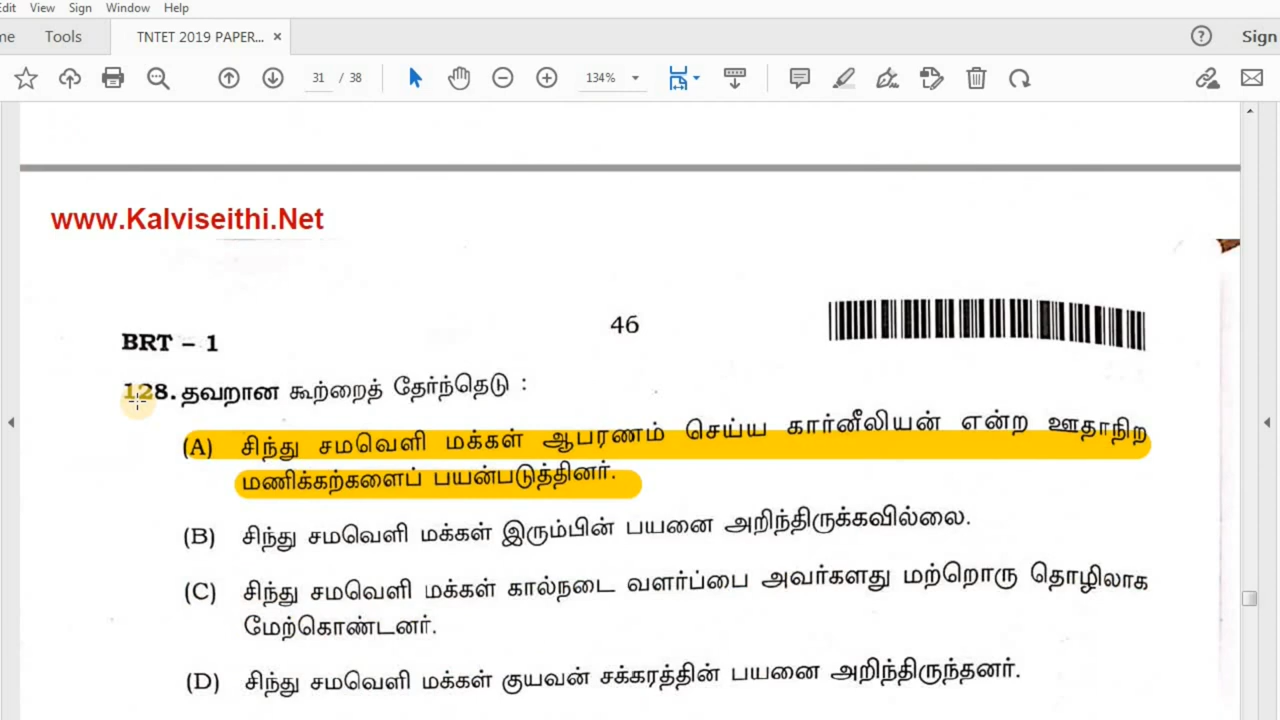 Edit View Sign Window Help
me Tools TNTET 2019 PAPER... × ? Sign
31 / 38 134%
www.Kalviseithi.Net
46
BRT – 1
128. தவறான கூற்றைத் தேர்ந்தெடு :
(A) சிந்து சமவெளி மக்கள் ஆபரணம் செய்ய கார்னீலியன் என்ற ஊதாநிற
மணிக்கற்களைப் பயன்படுத்தினர்.
(B) சிந்து சமவெளி மக்கள் இரும்பின் பயனை அறிந்திருக்கவில்லை.
(C) சிந்து சமவெளி மக்கள் கால்நடை வளர்ப்பை அவர்களது மற்றொரு தொழிலாக
மேற்கொண்டனர்.
(D) சிந்து சமவெளி மக்கள் குயவன் சக்கரத்தின் பயனை அறிந்திருந்தனர்.